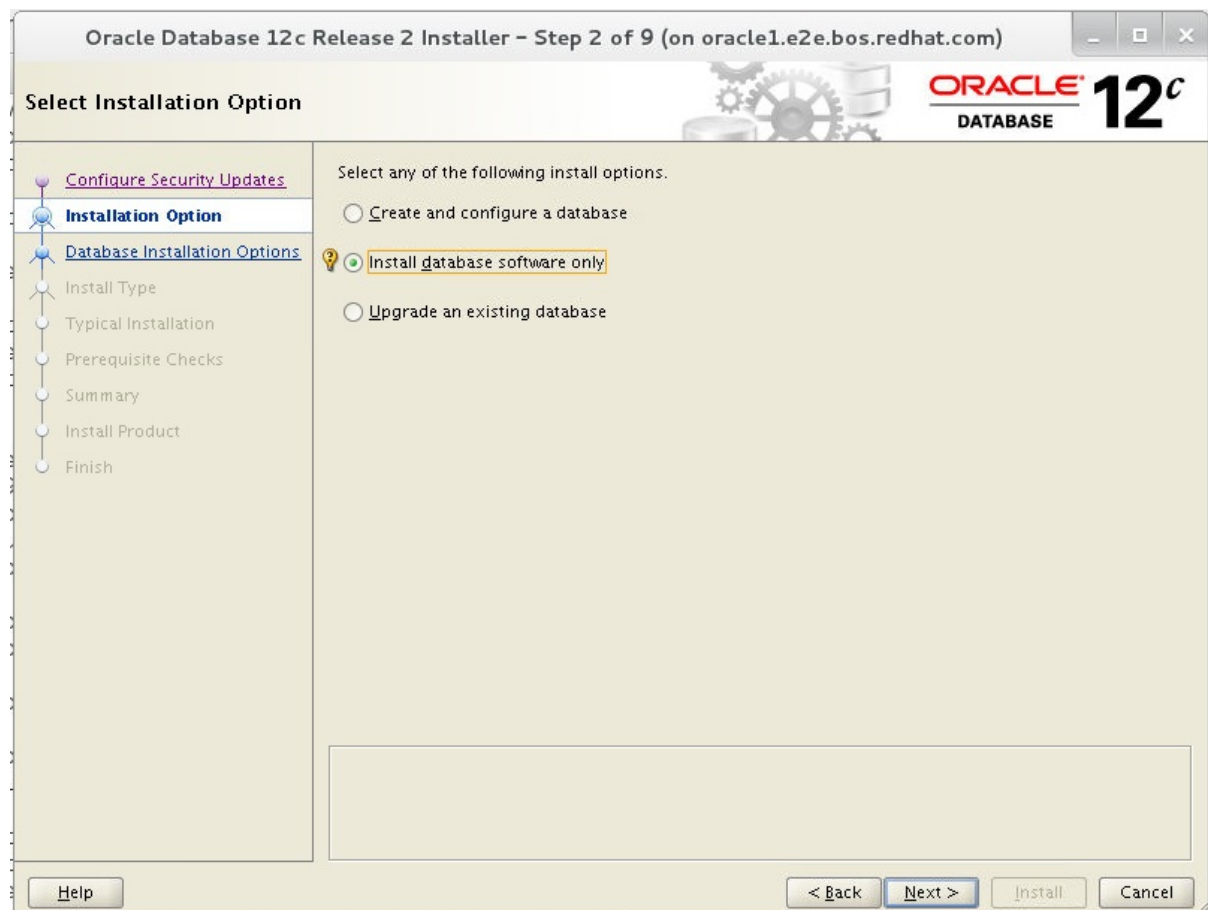 Oracle Database 12c Release 2 Installer – Step 2 of 9 (on oracle1.e2e.bos.redhat.com)
Select Installation Option
ORACLE DATABASE 12c
Configure Security Updates
Installation Option
Database Installation Options
Install Type
Typical Installation
Prerequisite Checks
Summary
Install Product
Finish
Select any of the following install options.
Create and configure a database
Install database software only
Upgrade an existing database
Help
< Back
Next >
Install
Cancel